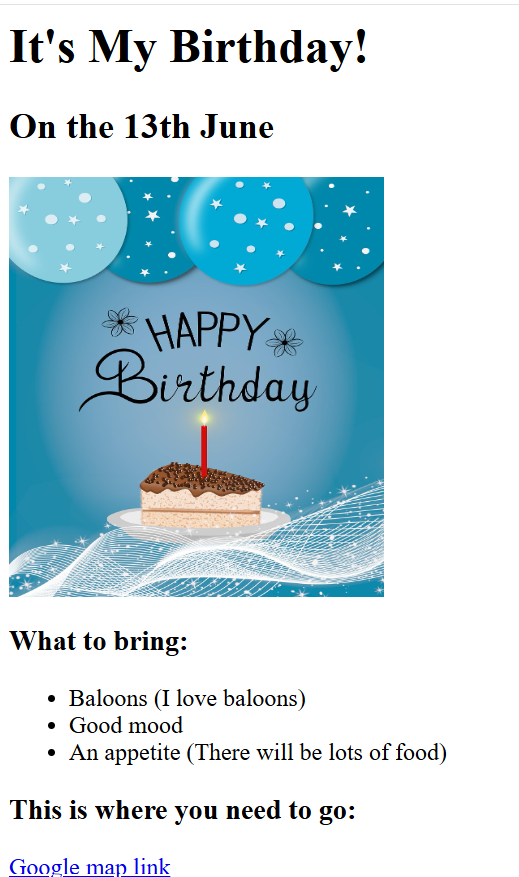 It's My Birthday!
On the 13th June
HAPPY
Birthday
What to bring:
Baloons (I love baloons)
Good mood
An appetite (There will be lots of food)
This is where you need to go:
Google map link